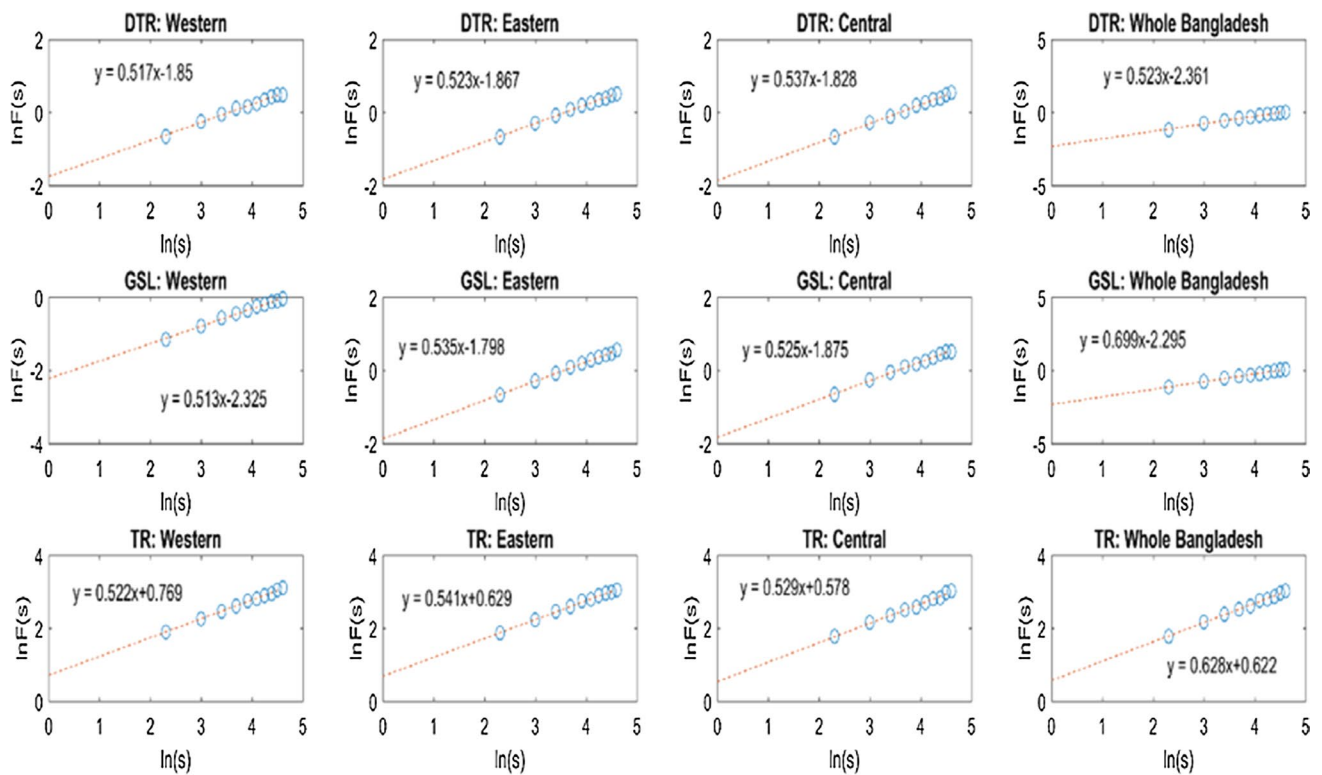 DTR: Western
2
y = 0.517x-1.85
lnF(s)
0
-2
0 1 2 3 4 5
ln(s)
DTR: Eastern
2
y = 0.523x-1.867
lnF(s)
0
-2
0 1 2 3 4 5
ln(s)
DTR: Central
2
y = 0.537x-1.828
lnF(s)
0
-2
0 1 2 3 4 5
ln(s)
DTR: Whole Bangladesh
5
y = 0.523x-2.361
lnF(s)
0
-5
0 1 2 3 4 5
ln(s)
GSL: Western
0
lnF(s)
-2
y = 0.513x-2.325
-4
0 1 2 3 4 5
ln(s)
GSL: Eastern
2
y = 0.535x-1.798
lnF(s)
0
-2
0 1 2 3 4 5
ln(s)
GSL: Central
2
y = 0.525x-1.875
lnF(s)
0
-2
0 1 2 3 4 5
ln(s)
GSL: Whole Bangladesh
5
y = 0.699x-2.295
lnF(s)
0
-5
0 1 2 3 4 5
ln(s)
TR: Western
4
y = 0.522x+0.769
lnF(s)
2
0
0 1 2 3 4 5
ln(s)
TR: Eastern
4
y = 0.541x+0.629
lnF(s)
2
0
0 1 2 3 4 5
ln(s)
TR: Central
4
y = 0.529x+0.578
lnF(s)
2
0
0 1 2 3 4 5
ln(s)
TR: Whole Bangladesh
4
lnF(s)
2
y = 0.628x+0.622
0
0 1 2 3 4 5
ln(s)